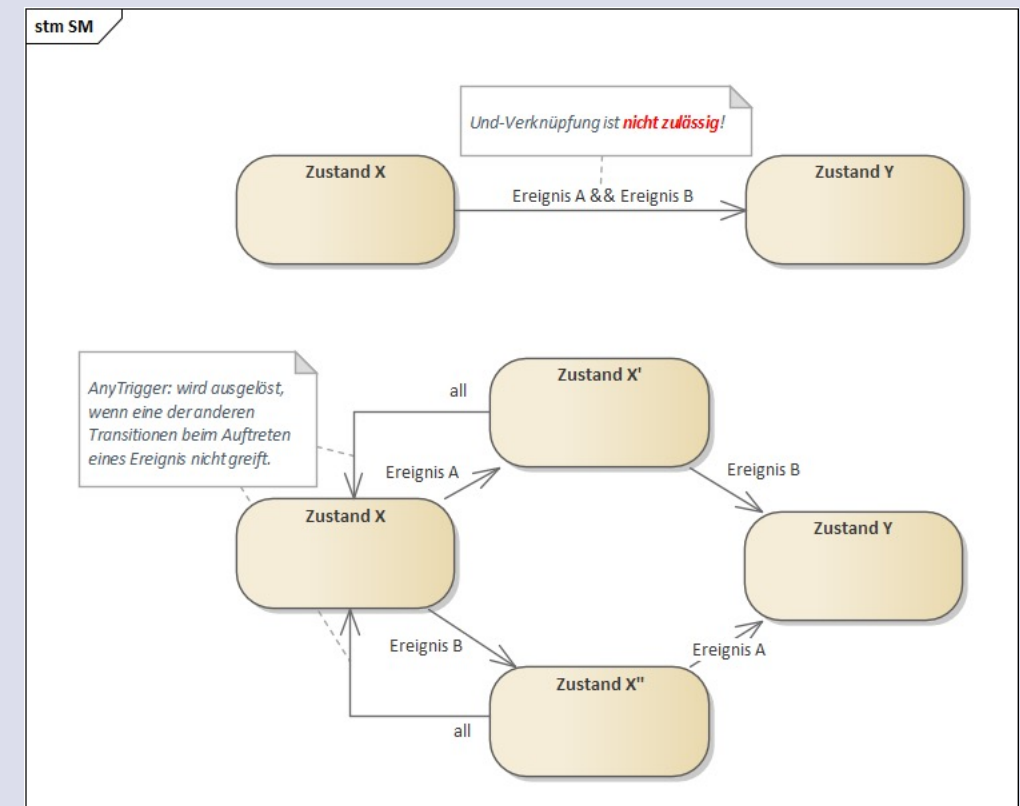 stm SM
Und-Verknüpfung ist nicht zulässig!
Zustand X
Zustand Y
Ereignis A && Ereignis B
AnyTrigger: wird ausgelöst,
wenn eine der anderen
Transitionen beim Auftreten
eines Ereignis nicht greift.
all
Zustand X'
Ereignis A
Ereignis B
Zustand X
Zustand Y
Ereignis B
Ereignis A
Zustand X"
all